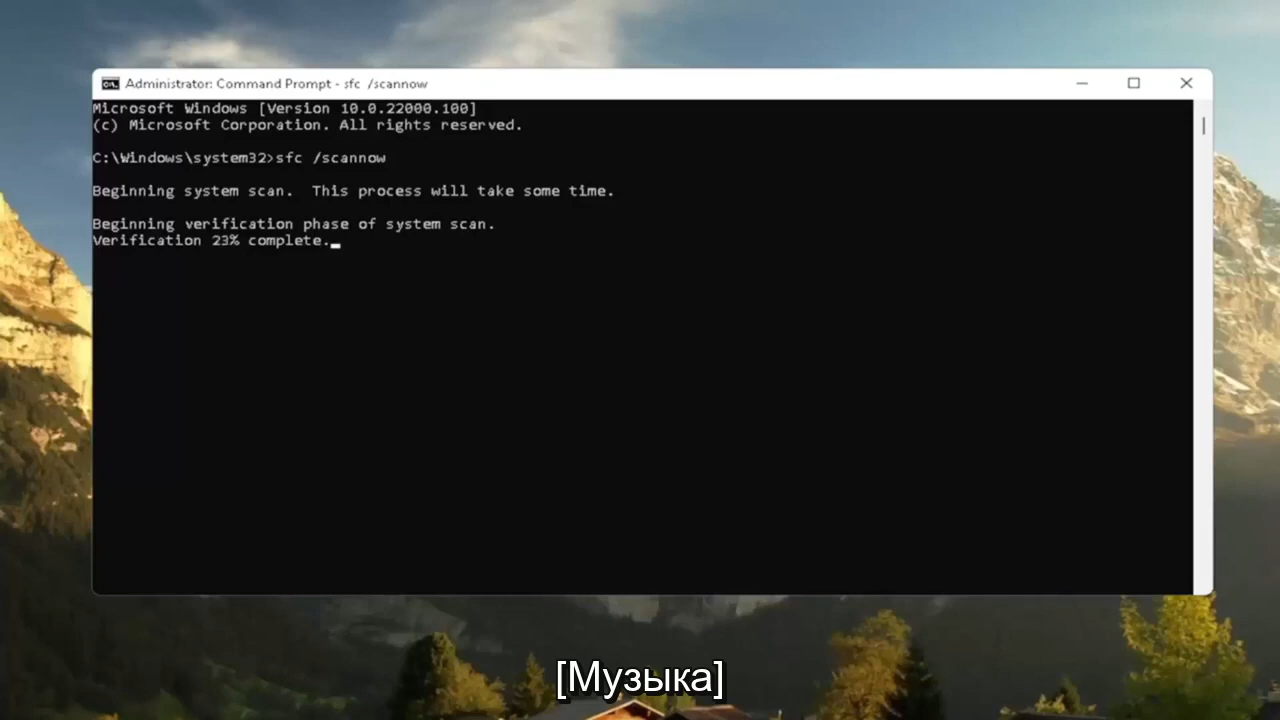 Administrator: Command Prompt - sfc  /scannow
Microsoft Windows [Version 10.0.22000.100]
(c) Microsoft Corporation. All rights reserved.
C:\Windows\system32>sfc /scannow
Beginning system scan.  This process will take some time.
Beginning verification phase of system scan.
Verification 23% complete.
[Музыка]